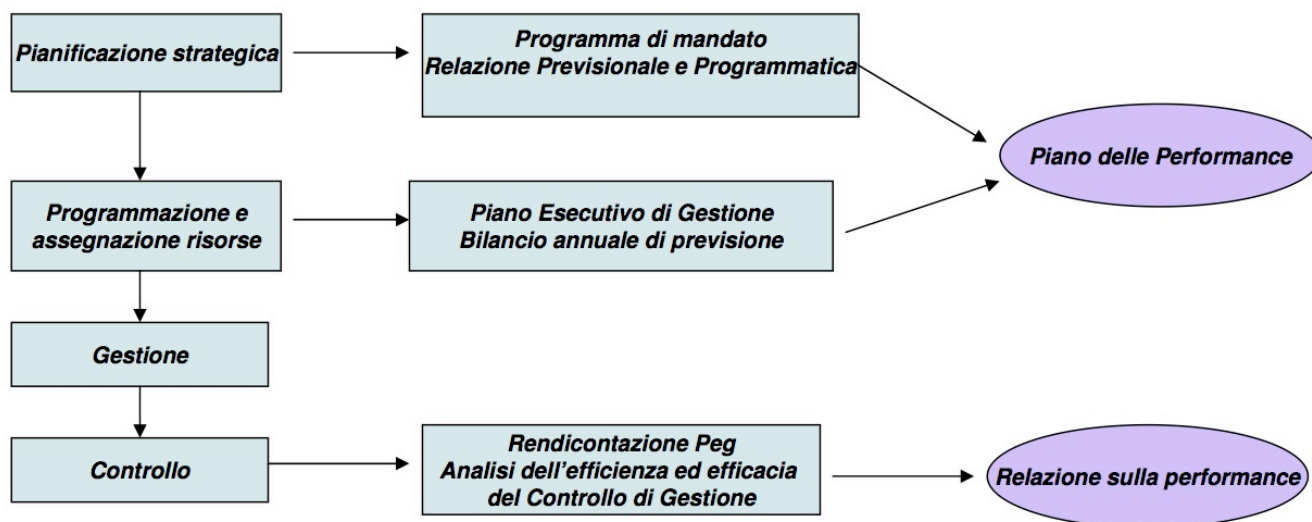 Pianificazione strategica
Programma di mandato
Relazione Previsionale e Programmatica
Piano delle Performance
Programmazione e
assegnazione risorse
Piano Esecutivo di Gestione
Bilancio annuale di previsione
Gestione
Controllo
Rendicontazione Peg
Analisi dell'efficienza ed efficacia
del Controllo di Gestione
Relazione sulla performance